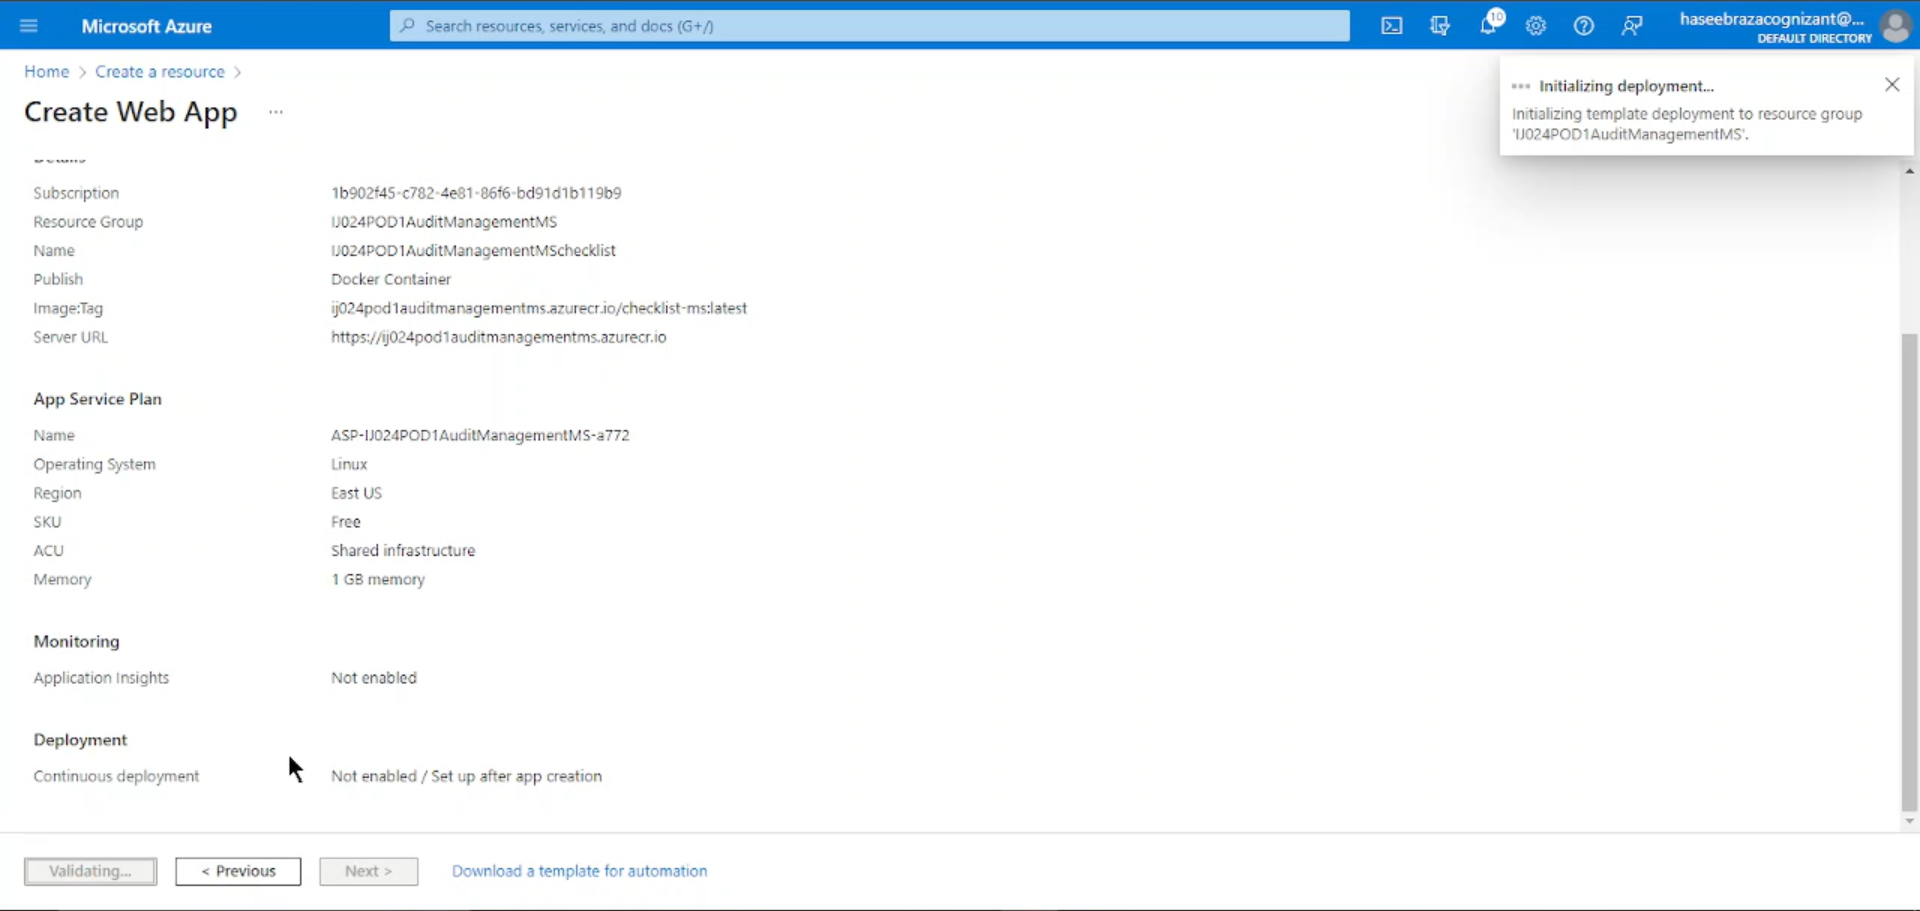 Microsoft Azure
Search resources, services, and docs (G+/)
10
haseebrazacognizant@...
DEFAULT DIRECTORY
Home > Create a resource >
Create Web App ...
Initializing deployment...
Initializing template deployment to resource group
'IJ024POD1AuditManagementMS'.
Details
Subscription 1b902f45-c782-4e81-86f6-bd91d1b119b9
Resource Group IJ024POD1AuditManagementMS
Name IJ024POD1AuditManagementMSchecklist
Publish Docker Container
Image:Tag ij024pod1auditmanagementms.azurecr.io/checklist-ms:latest
Server URL https://ij024pod1auditmanagementms.azurecr.io
App Service Plan
Name ASP-IJ024POD1AuditManagementMS-a772
Operating System Linux
Region East US
SKU Free
ACU Shared infrastructure
Memory 1 GB memory
Monitoring
Application Insights Not enabled
Deployment
Continuous deployment Not enabled / Set up after app creation
Validating... < Previous Next > Download a template for automation